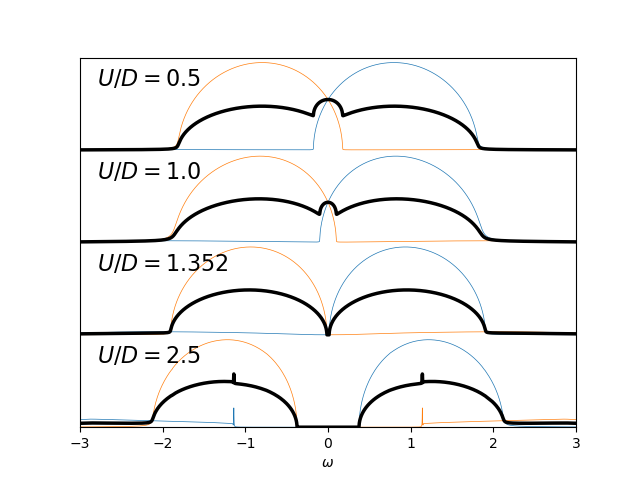 U/D = 0.5
U/D = 1.0
U/D = 1.352
U/D = 2.5
−3 −2 −1 0 1 2 3
ω